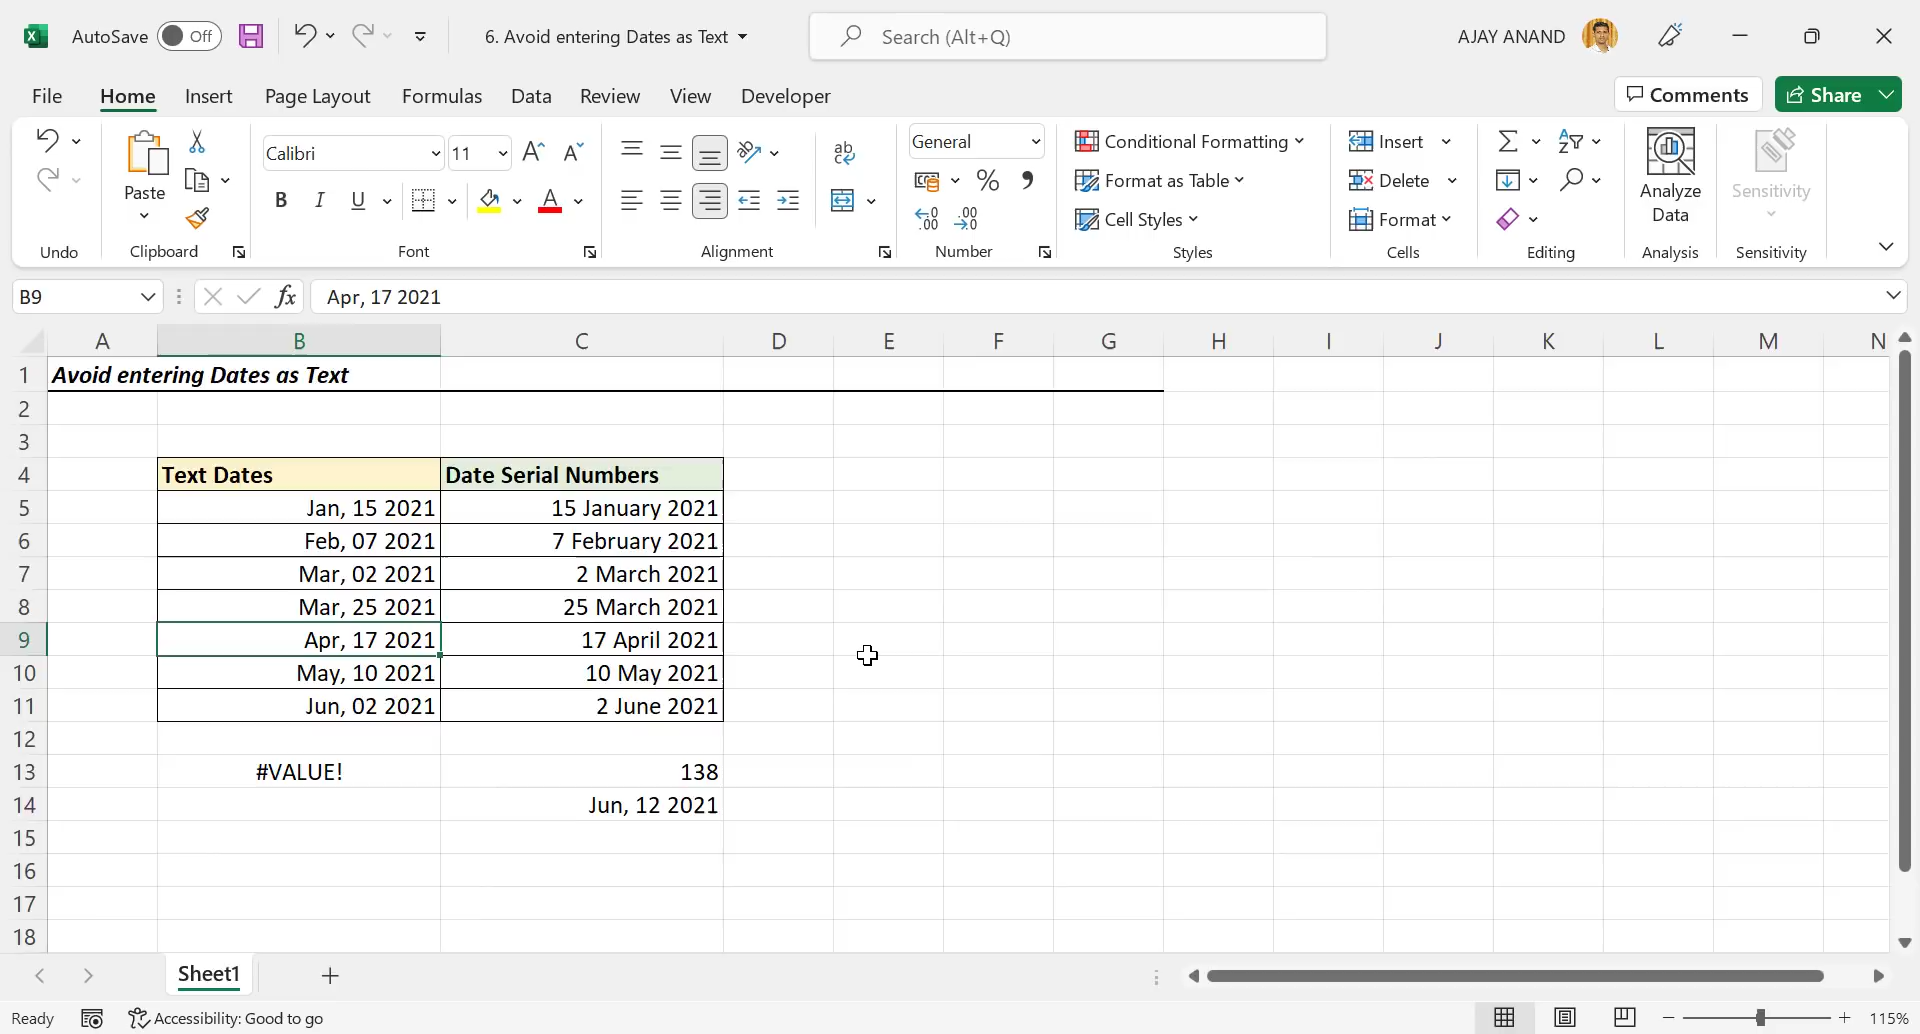 AutoSave Off 6. Avoid entering Dates as Text Search (Alt+Q) AJAY ANAND
File Home Insert Page Layout Formulas Data Review View Developer Comments Share
Paste Calibri 11 General Conditional Formatting Insert Analyze Data Sensitivity
Format as Table Delete
Cell Styles Format
Undo Clipboard Font Alignment Number Styles Cells Editing Analysis Sensitivity
B9 fx Apr, 17 2021
A B C D E F G H I J K L M N
1 Avoid entering Dates as Text
2
3
4 Text Dates Date Serial Numbers
5 Jan, 15 2021 15 January 2021
6 Feb, 07 2021 7 February 2021
7 Mar, 02 2021 2 March 2021
8 Mar, 25 2021 25 March 2021
9 Apr, 17 2021 17 April 2021
10 May, 10 2021 10 May 2021
11 Jun, 02 2021 2 June 2021
12
13 #VALUE! 138
14 Jun, 12 2021
15
16
17
18
Sheet1
Ready Accessibility: Good to go 115%